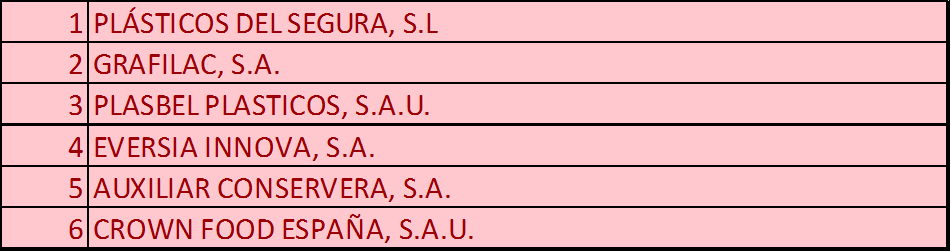 1 PLÁSTICOS DEL SEGURA, S.L
2 GRAFILAC, S.A.
3 PLASBEL PLASTICOS, S.A.U.
4 EVERSIA INNOVA, S.A.
5 AUXILIAR CONSERVERA, S.A.
6 CROWN FOOD ESPAÑA, S.A.U.